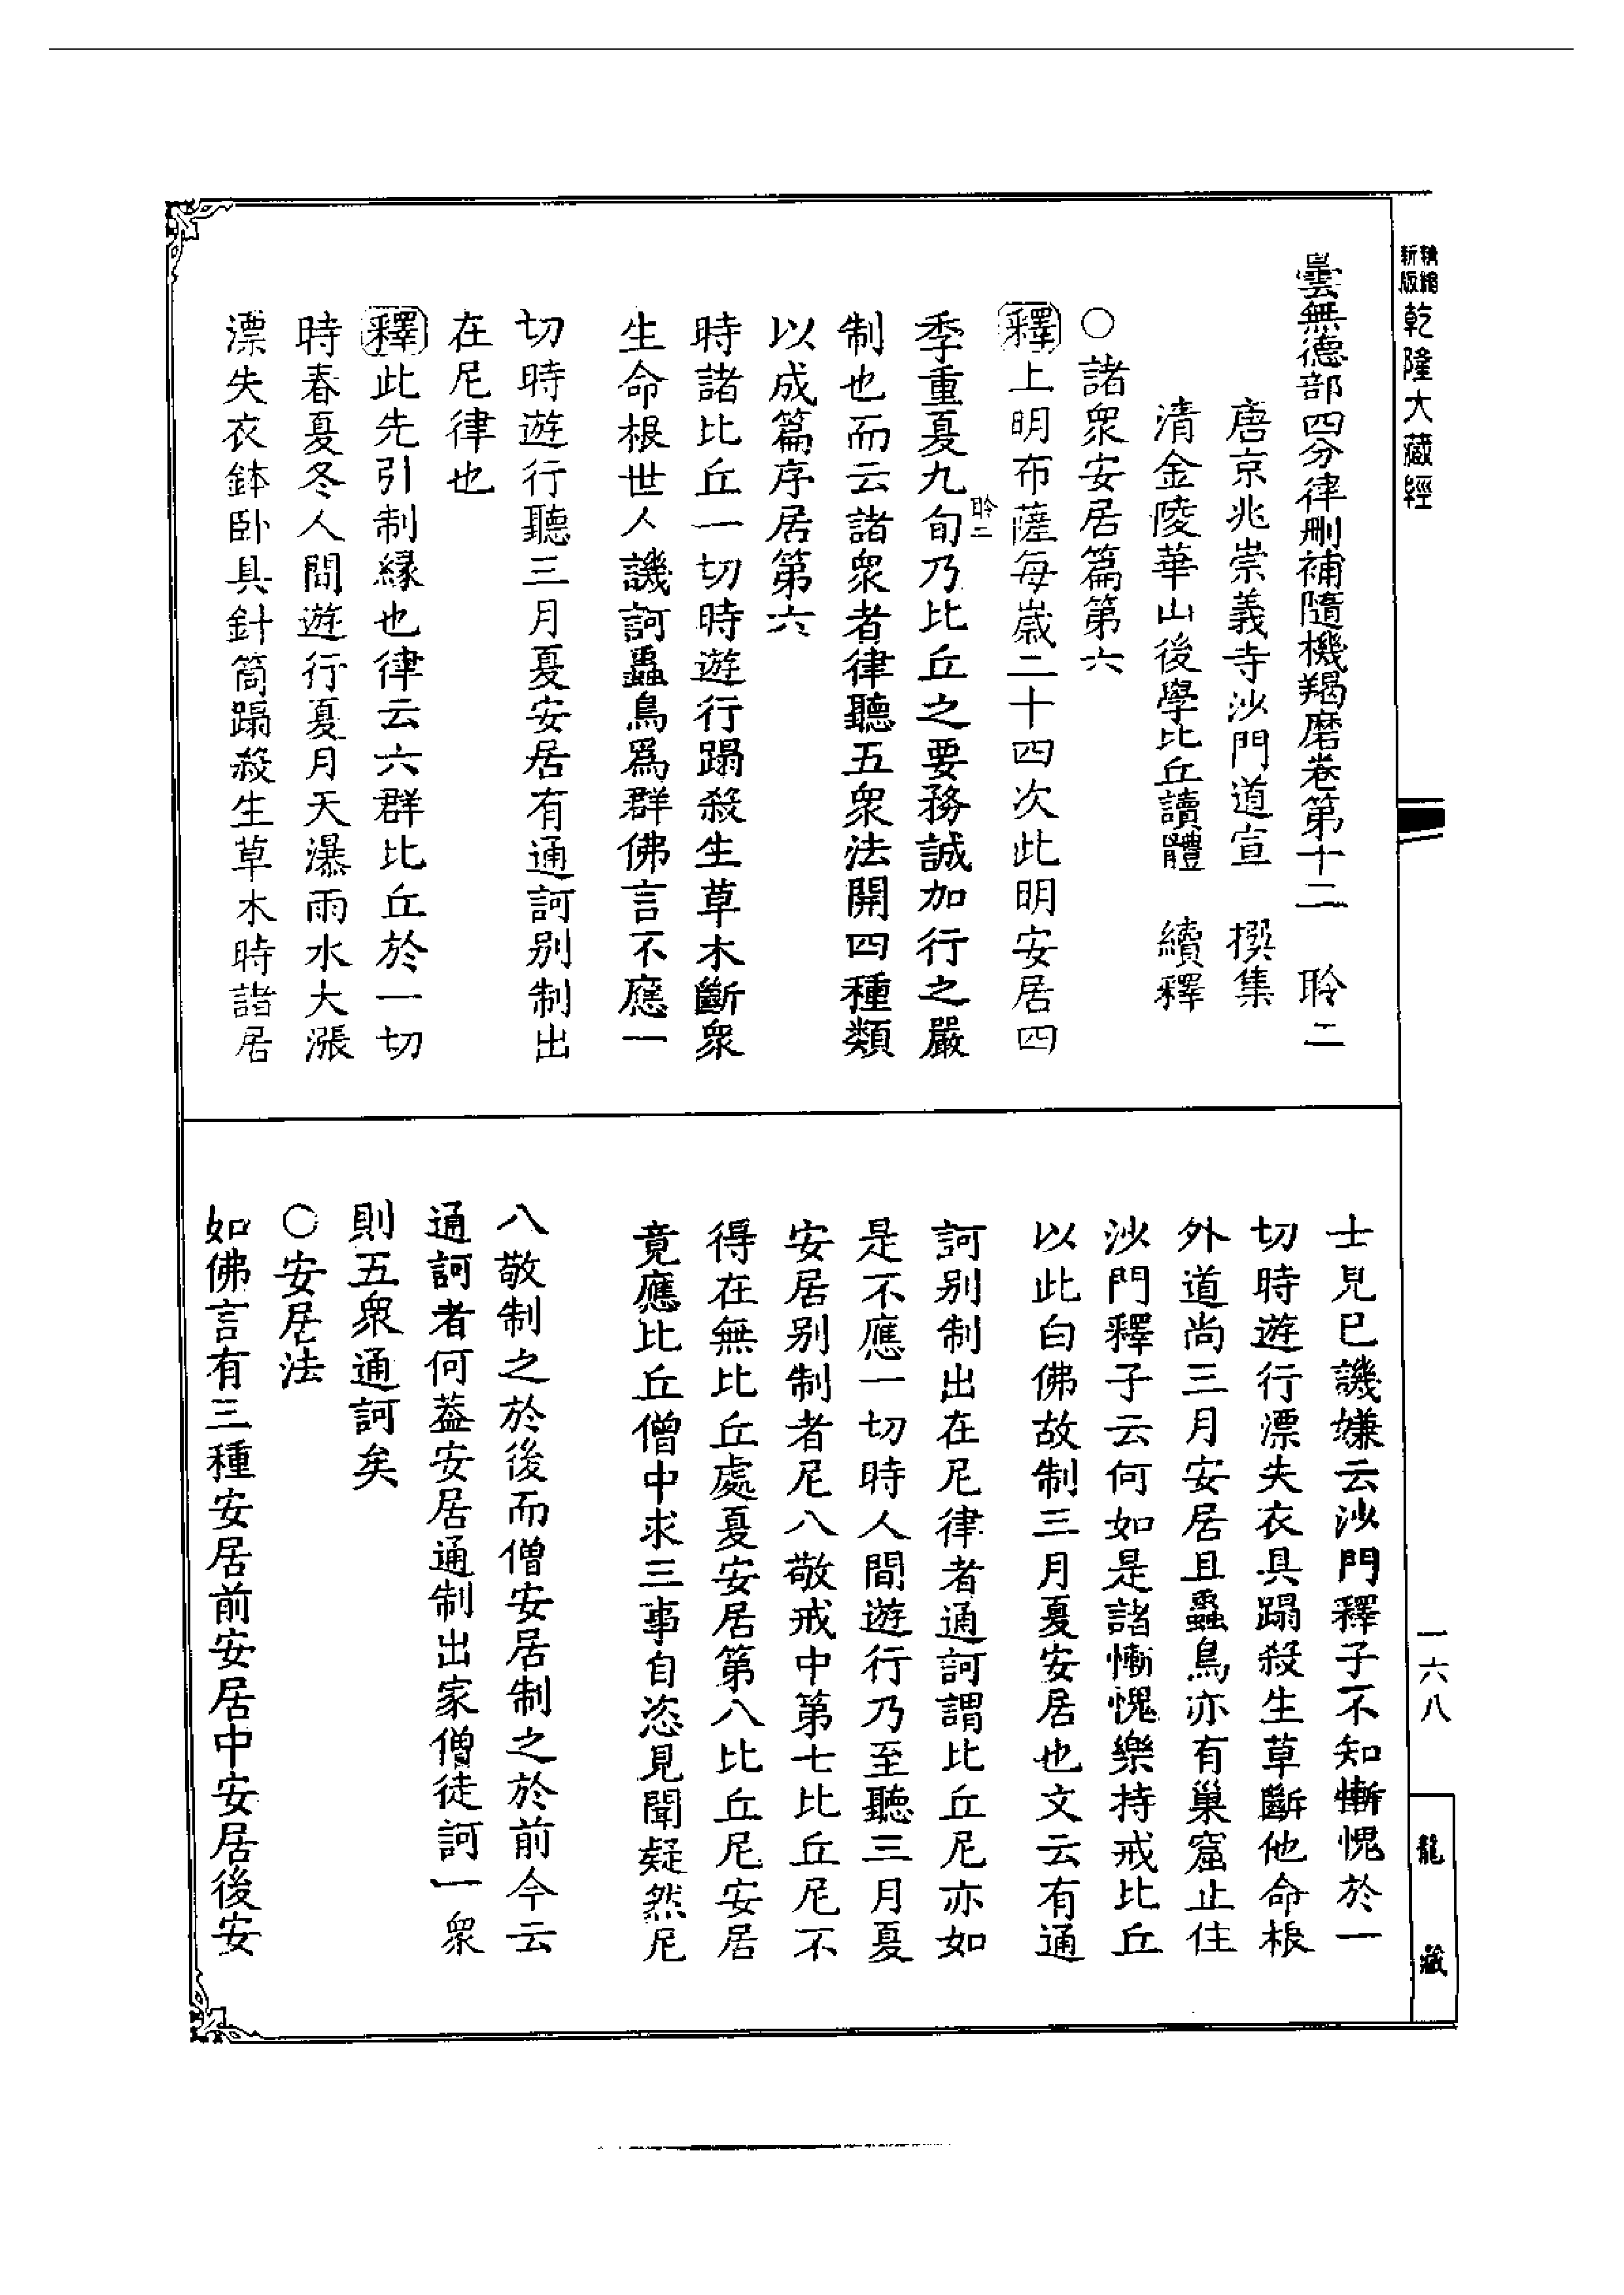 精縮新版乾隆大藏經
曇無德部四分律刪補隨機羯磨卷第十二 聆二
唐京兆崇義寺沙門道宣 撰集
清金陵華山後學比丘讀體 續釋
○諸眾安居篇第六
釋上明布薩每歲二十四次此明安居四
聆二
季重夏九旬乃比丘之要務誠加行之嚴
制也而云諸眾者律聽五眾法開四種類
以成篇序居第六
時諸比丘一切時遊行蹋殺生草木斷眾
生命根世人譏訶蟲鳥為群佛言不應一
切時遊行聽三月夏安居有通訶別制出
在尼律也
釋此先引制緣也律云六群比丘於一切
時春夏冬人間遊行夏月天瀑雨水大漲
漂失衣鉢臥具針筒蹋殺生草木時諸居
士見已譏嫌云沙門釋子不知慚愧於一
切時遊行漂失衣具蹋殺生草斷他命根
外道尚三月安居且蟲鳥亦有巢窟止住
沙門釋子云何如是諸慚愧樂持戒比丘
以此白佛故制三月夏安居也文云有通
訶別制出在尼律者通訶謂比丘尼亦如
是不應一切時人間遊行乃至聽三月夏
安居別制者尼八敬戒中第七比丘尼不
得在無比丘處夏安居第八比丘尼安居
竟應比丘僧中求三事自恣見聞疑然尼
八敬制之於後而僧安居制之於前今云
通訶者何葢安居通制出家僧徒訶一眾
則五眾通訶矣
○安居法
如佛言有三種安居前安居中安居後安
一六八
龍藏